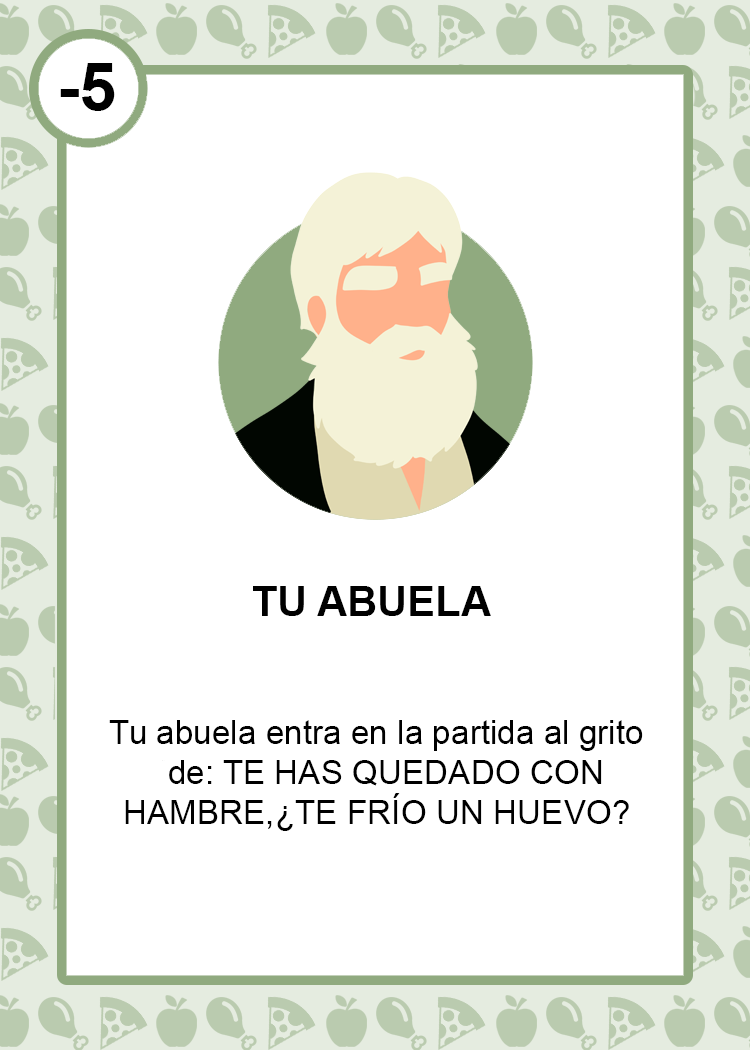 -5
TU ABUELA
Tu abuela entra en la partida al grito
de: TE HAS QUEDADO CON
HAMBRE,¿TE FRÍO UN HUEVO?